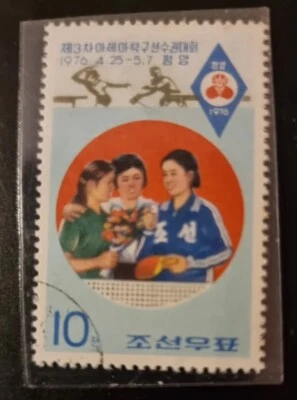 제3차아세아탁구선수권대회
1976. 4.25-5.7 평양
평양
1976
조선
10 조선우표